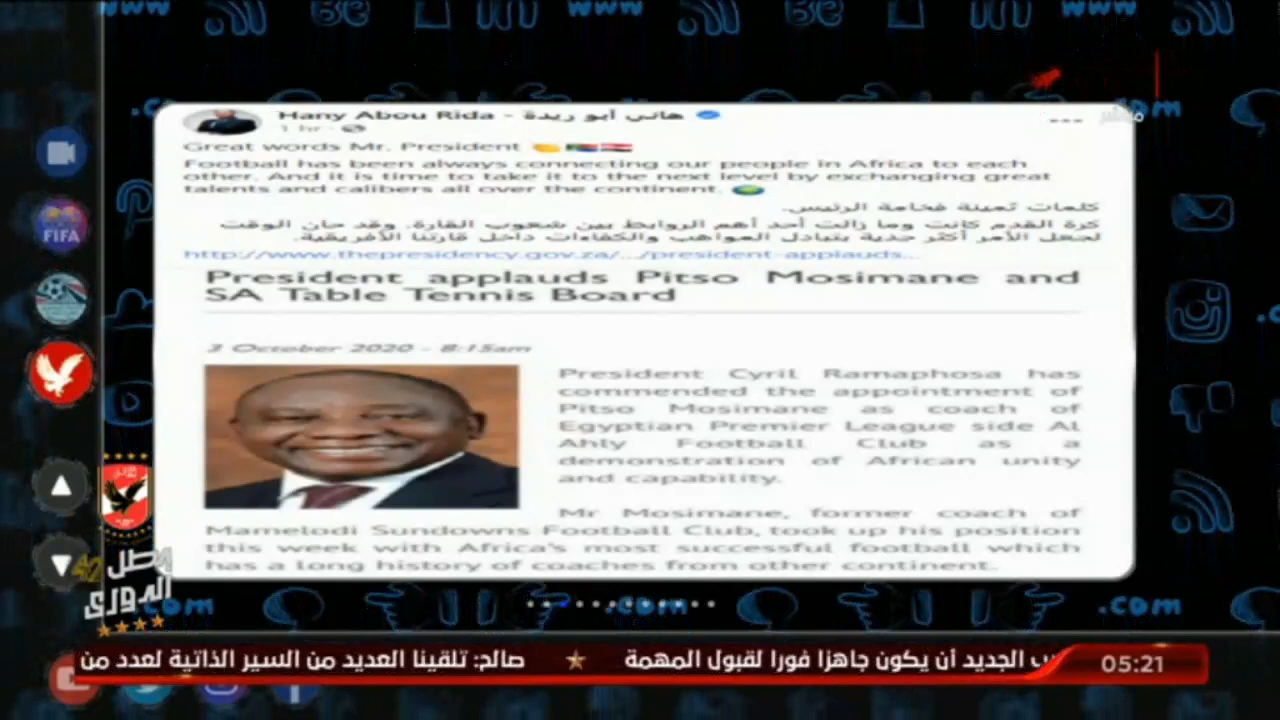 Hany Abou Rida - هاني أبو ريدة
1 hr
Great words Mr. President
Football has been always connecting our people in Africa to each
other. And it is time to take it to the next level by exchanging great
talents and calibers all over the continent.
كلمات ثمينة فخامة الرئيس.
كرة القدم كانت وما زالت أحد أهم الروابط بين شعوب القارة، وقد حان الوقت
لجعل الأمر أكثر جدية بتبادل المواهب والكفاءات داخل قارتنا الأفريقية.
http://www.thepresidency.gov.za/.../president-applauds...
President applauds Pitso Mosimane and
SA Table Tennis Board
3 October 2020 - 8:15am
President Cyril Ramaphosa has
commended the appointment of
Pitso Mosimane as coach of
Egyptian Premier League side Al
Ahly Football Club as a
demonstration of African unity
and capability.
Mr Mosimane, former coach of
Mamelodi Sundowns Football Club, took up his position
this week with Africa's most successful football which
has a long history of coaches from other continent.
FIFA
بطل
الدوري
42
www
www
www
.com
.com
.com
ب الجديد أن يكون جاهزا فورا لقبول المهمة
صالح: تلقينا العديد من السير الذاتية لعدد من
05:21